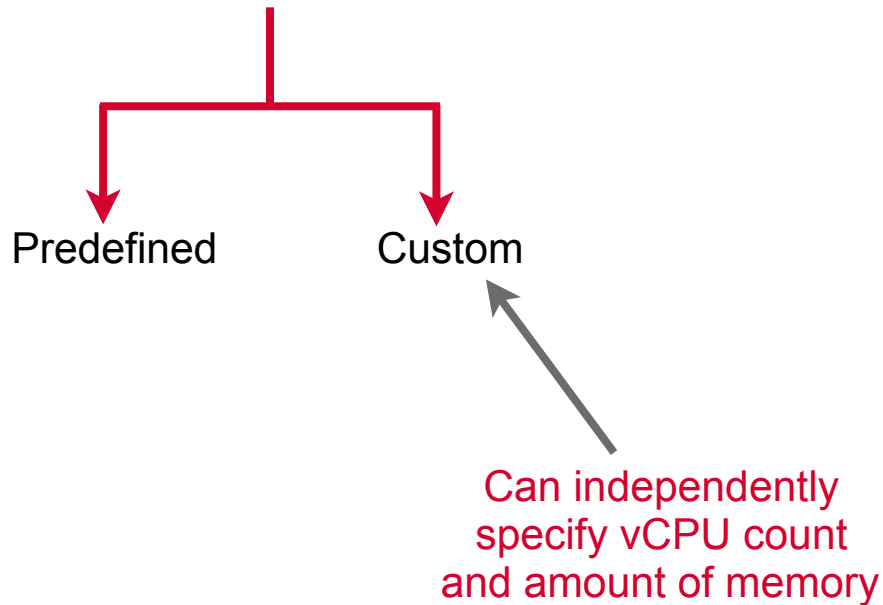 Predefined
Custom
Can independently
specify vCPU count
and amount of memory